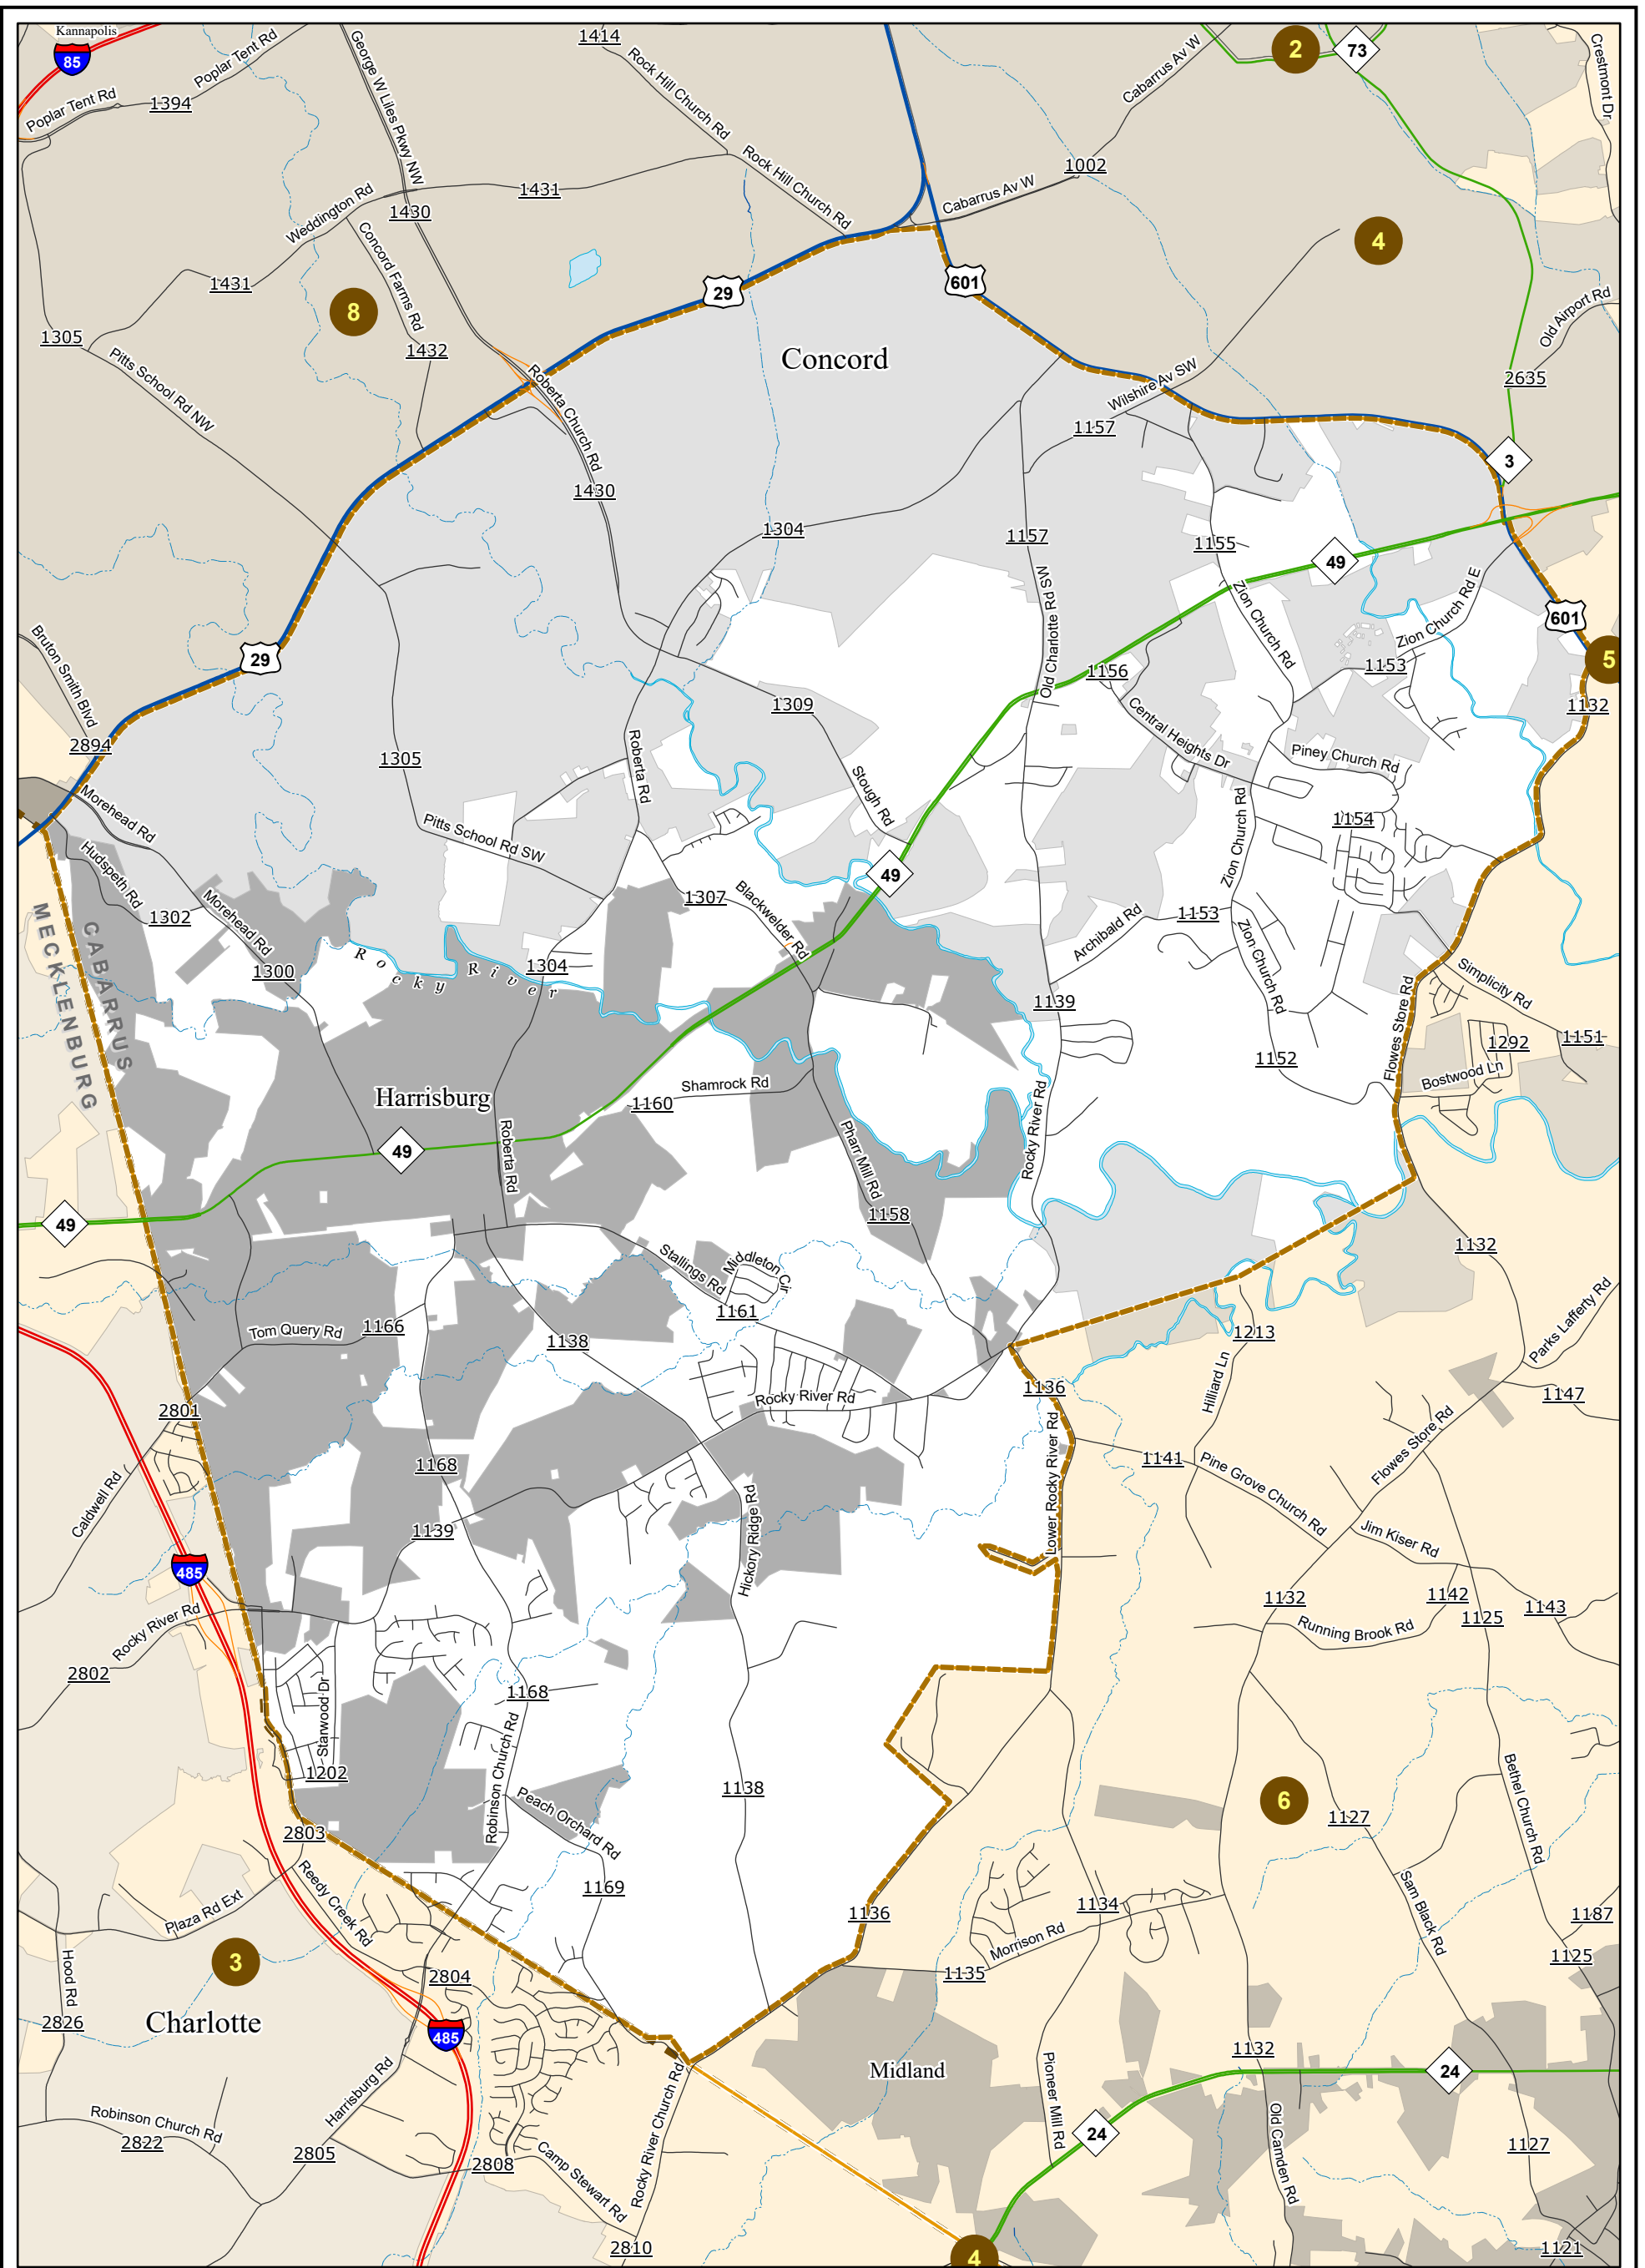 Kannapolis
85
Poplar Tent Rd
Poplar Tent Rd
1394
George W Liles Pkwy NW
1414
Rock Hill Church Rd
Rock Hill Church Rd
Cabarrus Av W
2
73
Crestmont Dr
1002
Cabarrus Av W
1431
Weddington Rd
1430
Concord Farms Rd
4
1431
8
29
601
Old Airport Rd
1305
1432
Pitts School Rd NW
Concord
Roberta Church Rd
Wilshire Av SW
2635
1157
3
1430
1304
1157
1155
49
Old Charlotte Rd SW
Zion Church Rd
Zion Church Rd E
601
Bruton Smith Blvd
29
5
1156
1153
1309
1132
Central Heights Dr
2894
1305
Roberta Rd
Piney Church Rd
Stough Rd
Morehead Rd
Pitts School Rd SW
Zion Church Rd
1154
Hudspeth Rd
49
1307
Blackwelder Rd
1302
Morehead Rd
Archibald Rd
1153
MECKLENBURG
CABARRUS
1300
Rocky River
1304
Zion Church Rd
Simplicity Rd
1139
Flowes Store Rd
1151
1292
1152
Bostwood Ln
Harrisburg
Shamrock Rd
1160
Rocky River Rd
49
Roberta Rd
Pharr Mill Rd
1158
49
1132
Stallings Rd
Middleton Cir
1161
Parks Lafferty Rd
Tom Query Rd
1166
1138
1213
Hilliard Ln
1136
Rocky River Rd
1147
2801
Flowes Store Rd
Lower Rocky River Rd
1141
Pine Grove Church Rd
1168
Caldwell Rd
1139
Hickory Ridge Rd
Jim Kiser Rd
485
1132
1142
1125
1143
Rocky River Rd
Running Brook Rd
2802
Starwood Dr
1168
Robinson Church Rd
1202
1138
Bethel Church Rd
6
Peach Orchard Rd
1127
2803
Reedy Creek Rd
Sam Black Rd
Plaza Rd Ext
1169
1134
1136
1187
Morrison Rd
1125
3
Hood Rd
2804
1135
Charlotte
2826
485
1132
Midland
24
Pioneer Mill Rd
Harrisburg Rd
Rocky River Church Rd
Robinson Church Rd
2822
24
Old Camden Rd
1127
2805
2808
Camp Stewart Rd
2810
4
1121